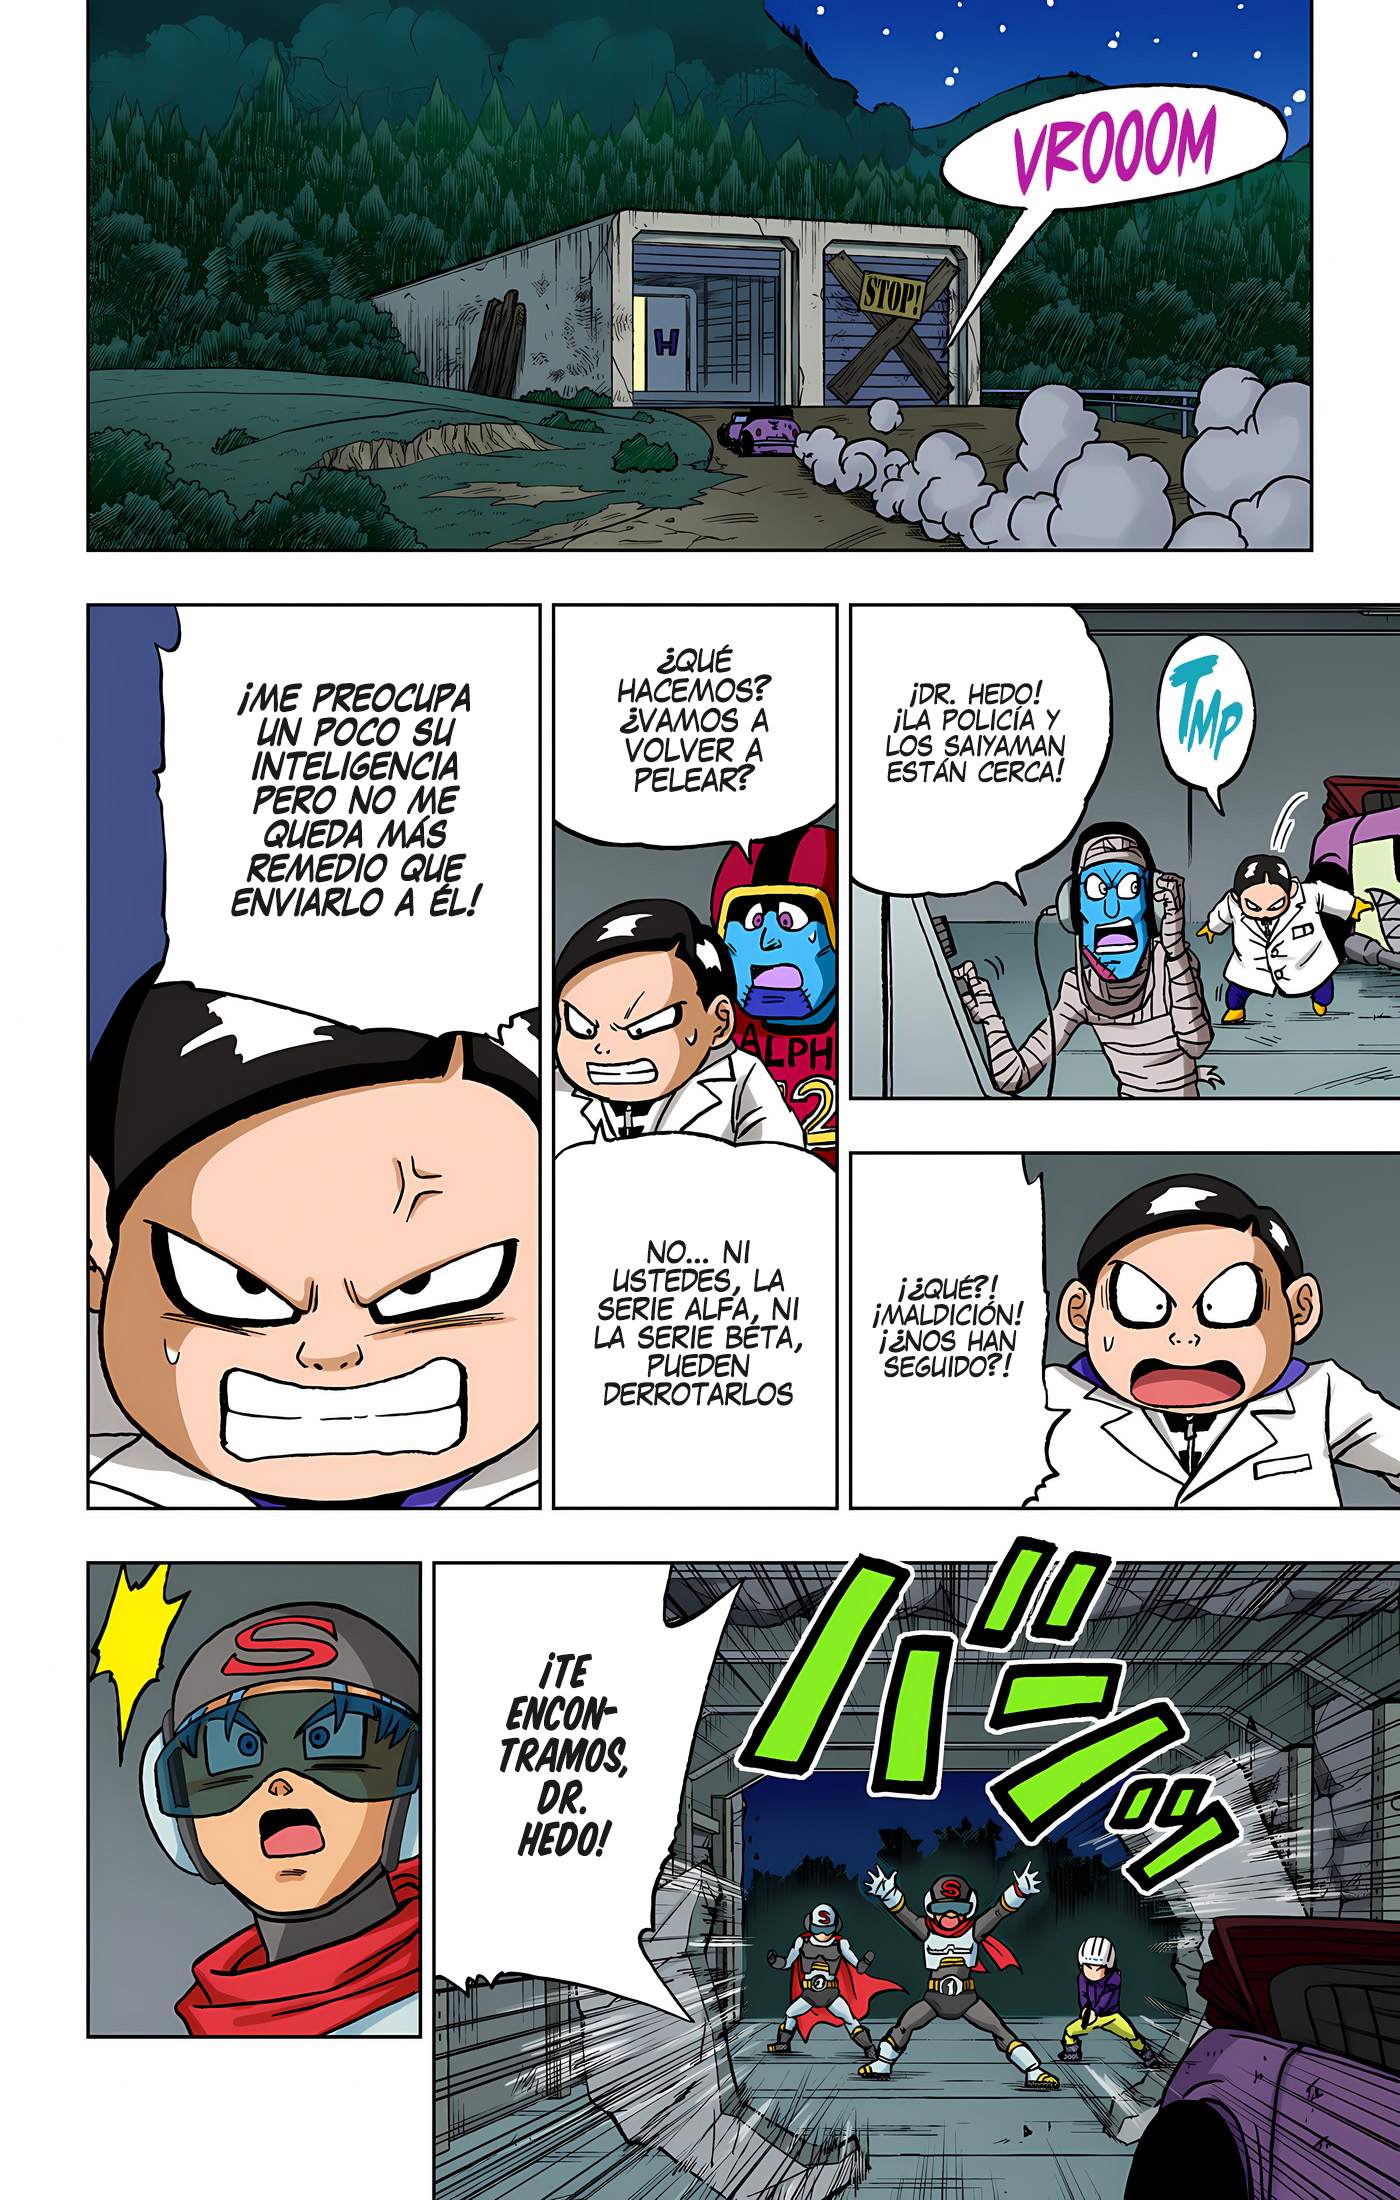 VROOOM
STOP!
H
¡DR. HEDO!
¡LA POLICÍA Y
LOS SAIYAMAN
ESTÁN CERCA!
TMP
¡¿QUÉ?!
¡MALDICIÓN!
¡¿NOS HAN
SEGUIDO?!
¿QUÉ
HACEMOS?
¿VAMOS A
VOLVER A
PELEAR?
ALPH
12
NO... NI
USTEDES, LA
SERIE ALFA, NI
LA SERIE BETA,
PUEDEN
DERROTARLOS
¡ME PREOCUPA
UN POCO SU
INTELIGENCIA
PERO NO ME
QUEDA MÁS
REMEDIO QUE
ENVIARLO A ÉL!
バンッ
¡TE
ENCON-
TRAMOS,
DR.
HEDO!
S
2
S
1
S